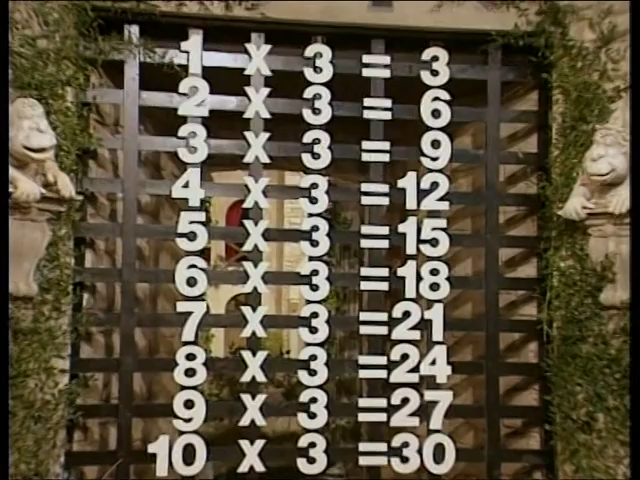 1 x 3 = 3
2 x 3 = 6
3 x 3 = 9
4 x 3 = 12
5 x 3 = 15
6 x 3 = 18
7 x 3 = 21
8 x 3 = 24
9 x 3 = 27
10 x 3 = 30